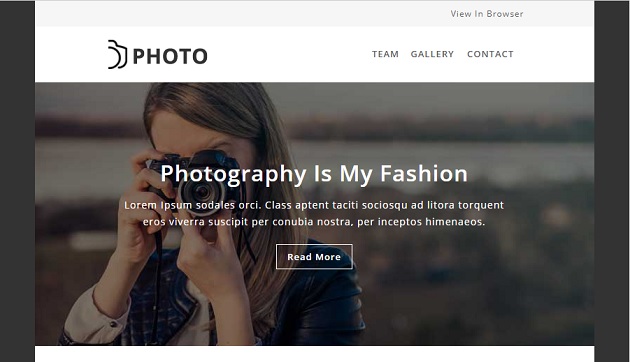 View In Browser
PHOTO
TEAM GALLERY CONTACT
Photography Is My Fashion
Lorem Ipsum sodales orci. Class aptent taciti sociosqu ad litora torquent
eros viverra suscipit per conubia nostra, per inceptos himenaeos.
Read More